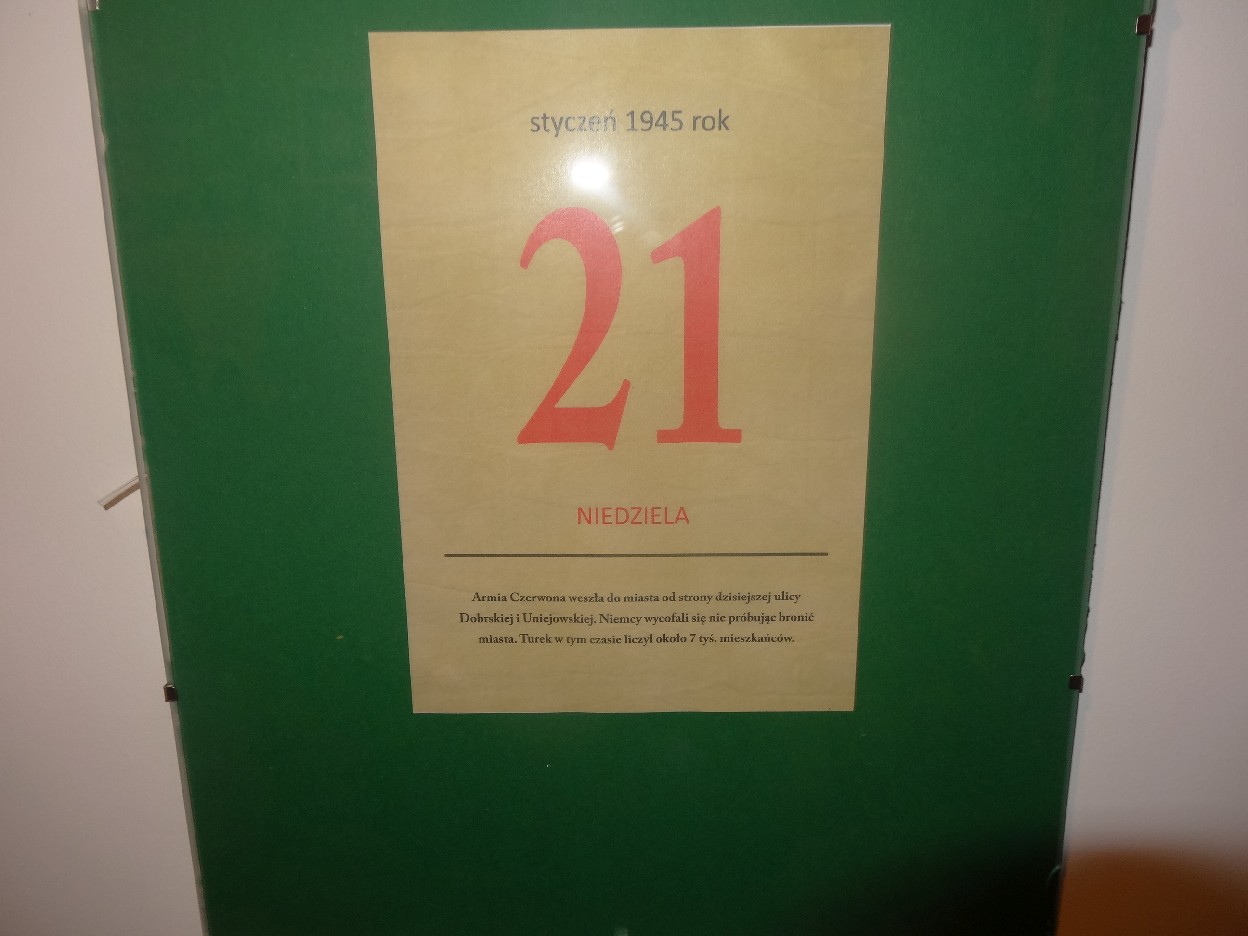 styczeń 1945 rok
21
NIEDZIELA
Armia Czerwona weszła do miasta od strony dzisiejszej ulicy
Dobrskiej i Uniejowskiej. Niemcy wycofali się nie próbując bronić
miasta. Turek w tym czasie liczył około 7 tyś. mieszkańców.